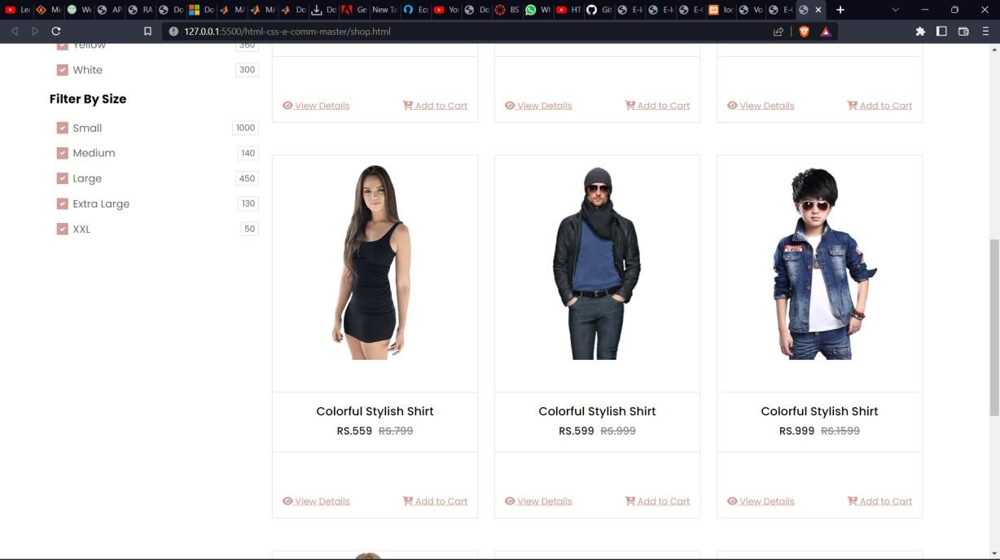 Lec
Mi
We
AP
RA
Do
Do
MA
MA
Do
Do
Ge
New Ta
Ecc
You
Do
BS
Wh
HT
Git
E-k
E-k
E-C
loc
Vo
E-C
127.0.0.1:5500/html-css-e-comm-master/shop.html
Yellow 360
White 300
Filter By Size
Small 1000
Medium 140
Large 450
Extra Large 130
XXL 50
View Details Add to Cart
View Details Add to Cart
View Details Add to Cart
Colorful Stylish Shirt
RS.559 RS.799
View Details Add to Cart
Colorful Stylish Shirt
RS.599 RS.999
View Details Add to Cart
Colorful Stylish Shirt
RS.999 RS.1599
View Details Add to Cart